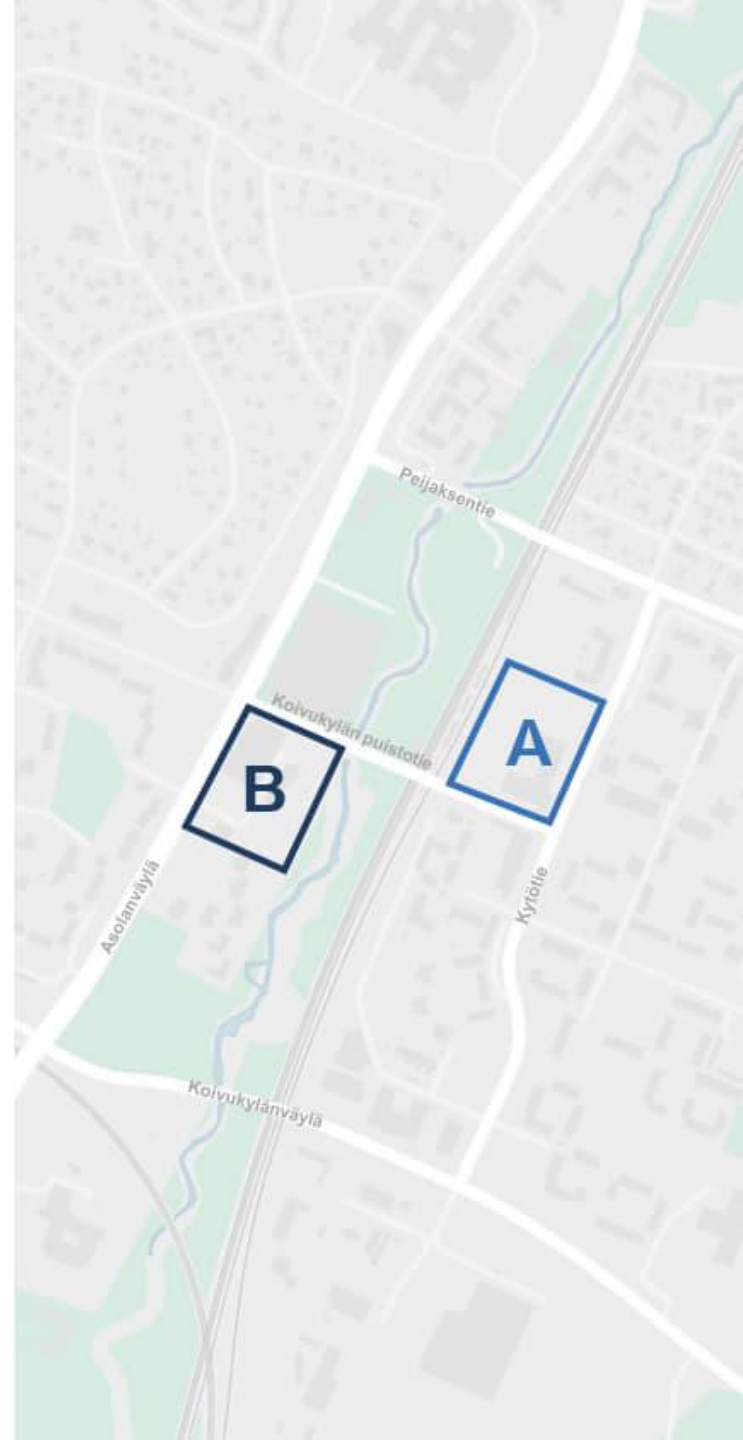 Peijaksentie
Koivukylän puistotie
A
B
Kytötie
Asolanväylä
Koivukylänväylä